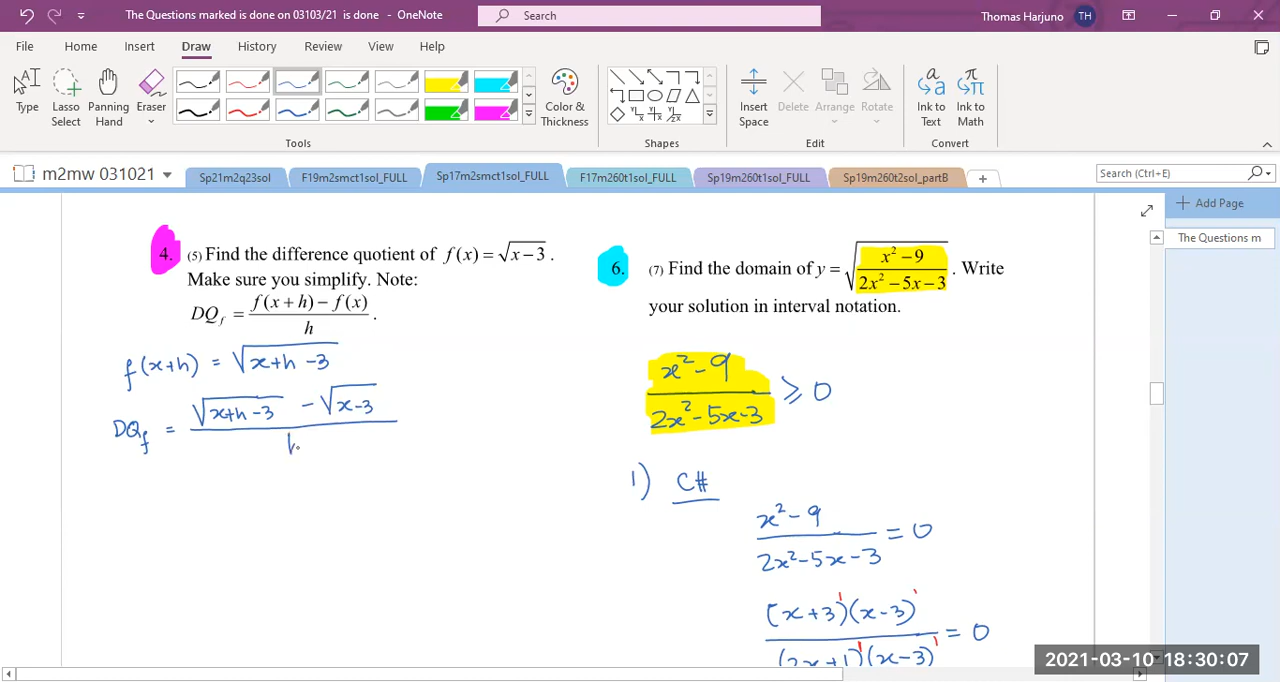 The Questions marked is done on 03103/21 is done - OneNote
Search
Thomas Harjuno TH
File Home Insert Draw History Review View Help
Type Lasso Select Panning Hand Eraser Color & Thickness Insert Space Delete Arrange Rotate Ink to Text Ink to Math
Tools Shapes Edit Convert
m2mw 031021 Sp21m2q23sol F19m2smct1sol_FULL Sp17m2smct1sol_FULL F17m260t1sol_FULL Sp19m260t1sol_FULL Sp19m260t2sol_partB Search (Ctrl+E)
Add Page
The Questions m
4. (5) Find the difference quotient of f(x) = √(x − 3).
Make sure you simplify. Note:
DQ_f = (f(x + h) − f(x)) / h.
f(x+h) = √(x+h −3)
DQ_f = (√(x+h−3) − √(x−3)) /
6. (7) Find the domain of y = √((x² − 9) / (2x² − 5x − 3)). Write
your solution in interval notation.
(x² − 9) / (2x² − 5x − 3) ≥ 0
1) C#
(x² − 9) / (2x² − 5x − 3) = 0
((x+3)¹(x−3)¹) / ((2x+1)¹(x−3)¹) = 0
2021-03-10 18:30:07